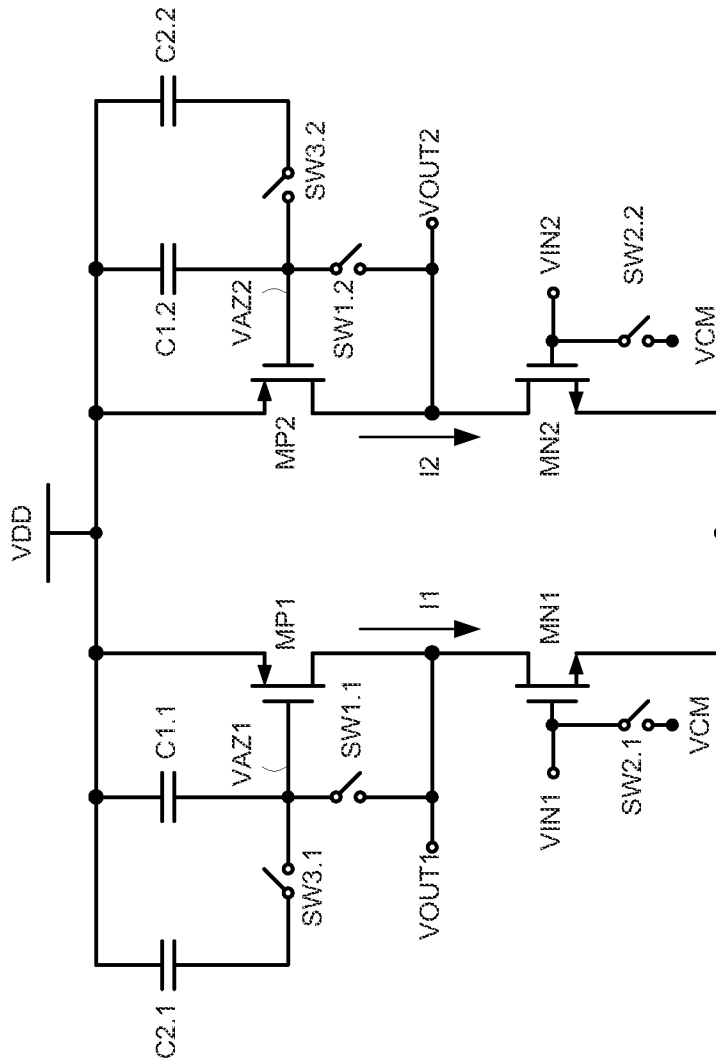 VDD
C2.1
C1.1
C1.2
C2.2
SW3.1
VAZ1
MP1
MP2
VAZ2
SW3.2
SW1.1
SW1.2
VOUT1
I1
I2
VOUT2
VIN1
MN1
MN2
VIN2
SW2.1
SW2.2
VCM
VCM